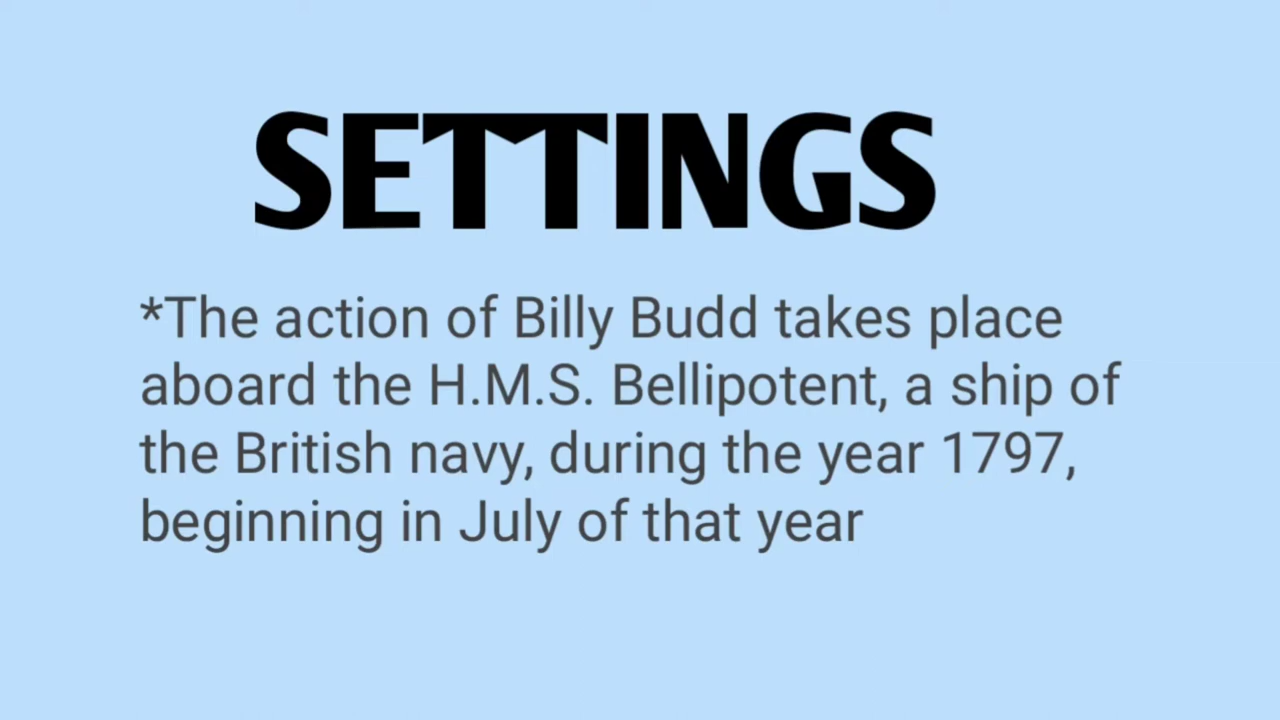 SETTINGS
*The action of Billy Budd takes place
aboard the H.M.S. Bellipotent, a ship of
the British navy, during the year 1797,
beginning in July of that year